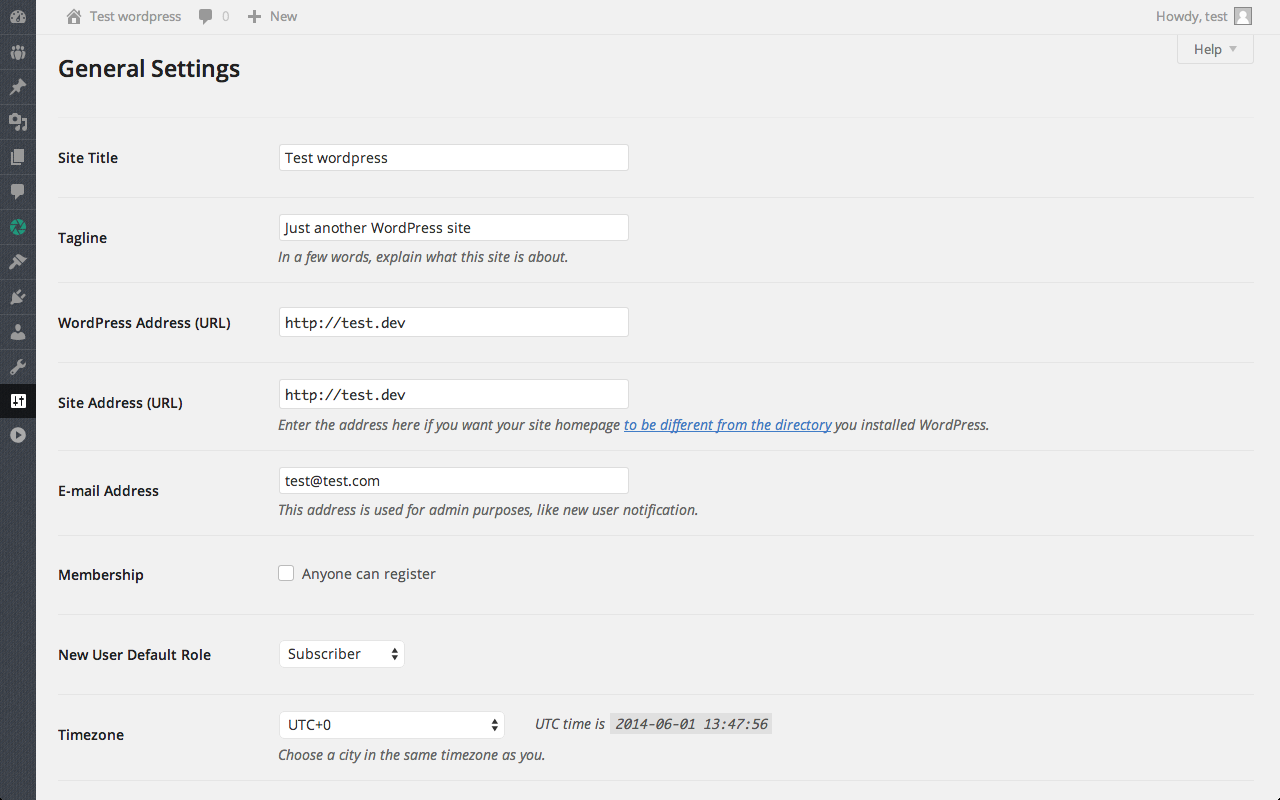 Test wordpress 0 New Howdy, test
Help
General Settings
Site Title Test wordpress
Tagline Just another WordPress site
In a few words, explain what this site is about.
WordPress Address (URL) http://test.dev
Site Address (URL) http://test.dev
Enter the address here if you want your site homepage to be different from the directory you installed WordPress.
E-mail Address test@test.com
This address is used for admin purposes, like new user notification.
Membership Anyone can register
New User Default Role Subscriber
Timezone UTC+0 UTC time is 2014-06-01 13:47:56
Choose a city in the same timezone as you.